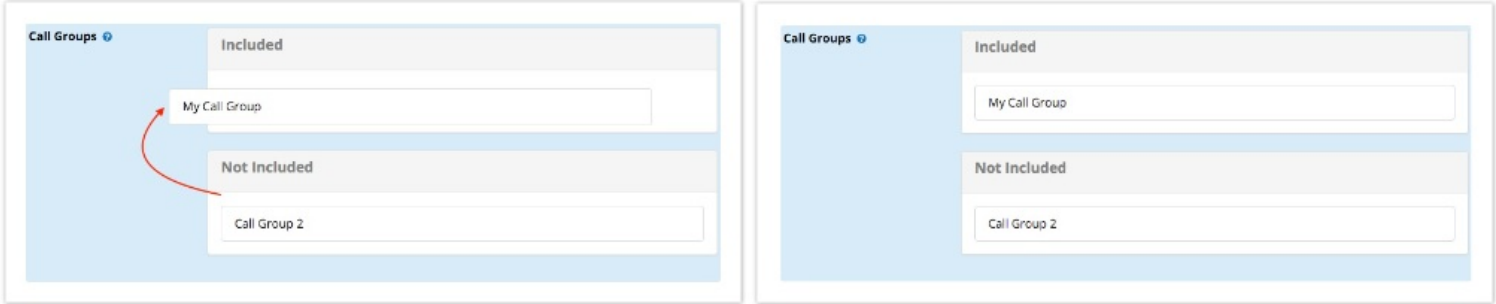 Call Groups
Included
My Call Group
Not Included
Call Group 2
Call Groups
Included
My Call Group
Not Included
Call Group 2